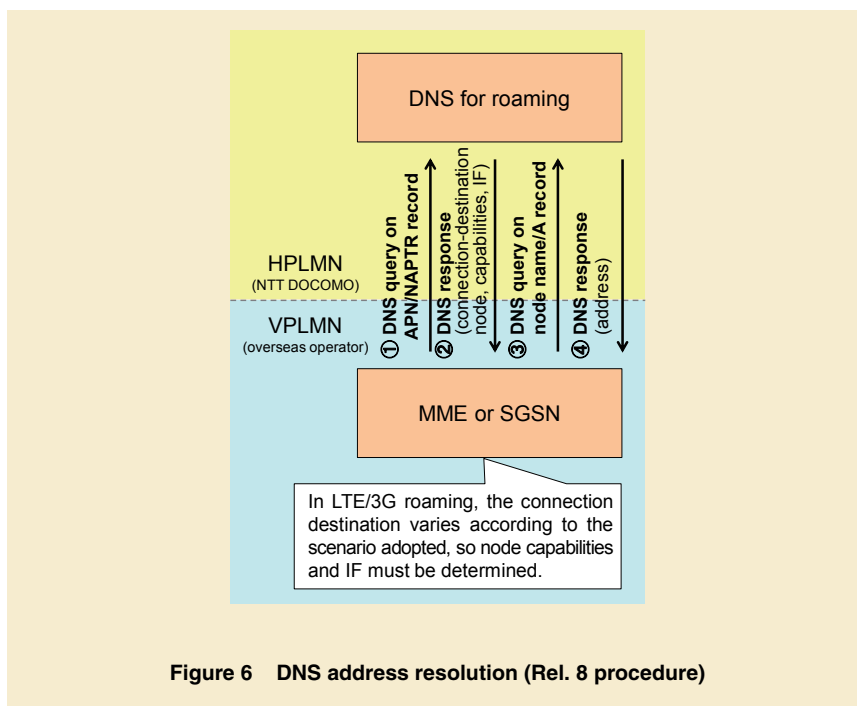 DNS for roaming
① DNS query on
APN/NAPTR record
② DNS response
(connection-destination
node, capabilities, IF)
③ DNS query on
node name/A record
④ DNS response
(address)
HPLMN
(NTT DOCOMO)
VPLMN
(overseas operator)
MME or SGSN
In LTE/3G roaming, the connection
destination varies according to the
scenario adopted, so node capabilities
and IF must be determined.
Figure 6 DNS address resolution (Rel. 8 procedure)